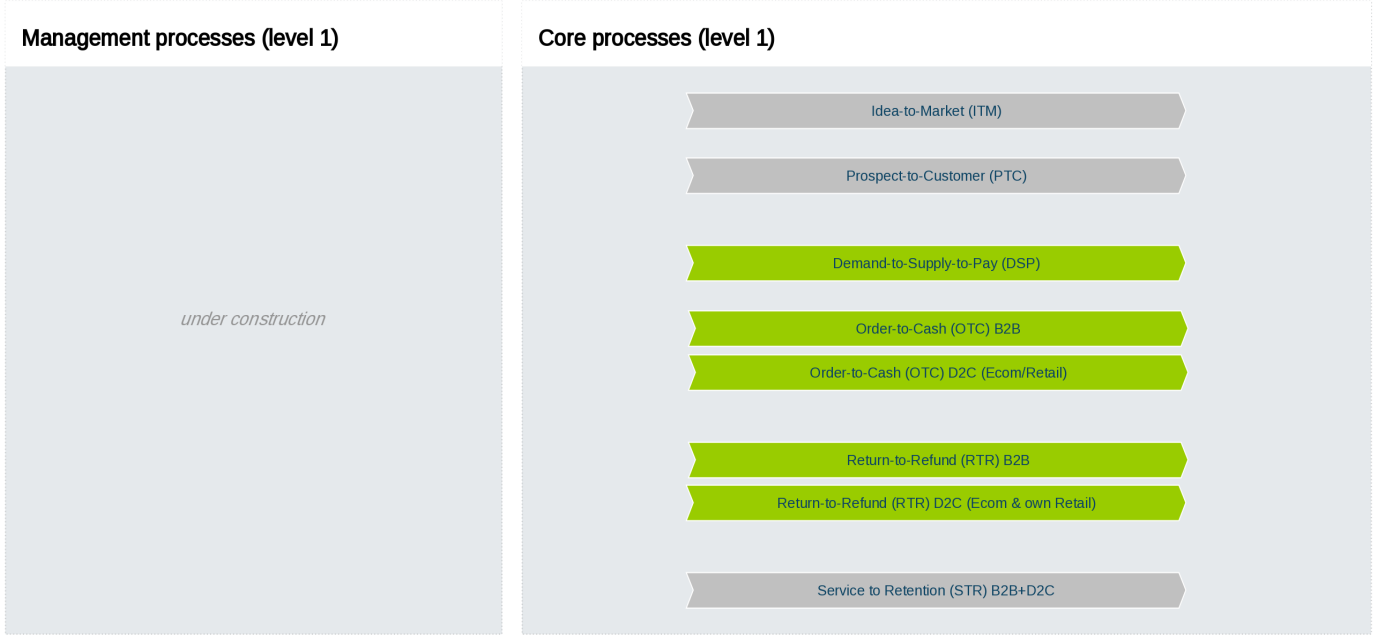 Management processes (level 1)
under construction
Core processes (level 1)
Idea-to-Market (ITM)
Prospect-to-Customer (PTC)
Demand-to-Supply-to-Pay (DSP)
Order-to-Cash (OTC) B2B
Order-to-Cash (OTC) D2C (Ecom/Retail)
Return-to-Refund (RTR) B2B
Return-to-Refund (RTR) D2C (Ecom & own Retail)
Service to Retention (STR) B2B+D2C